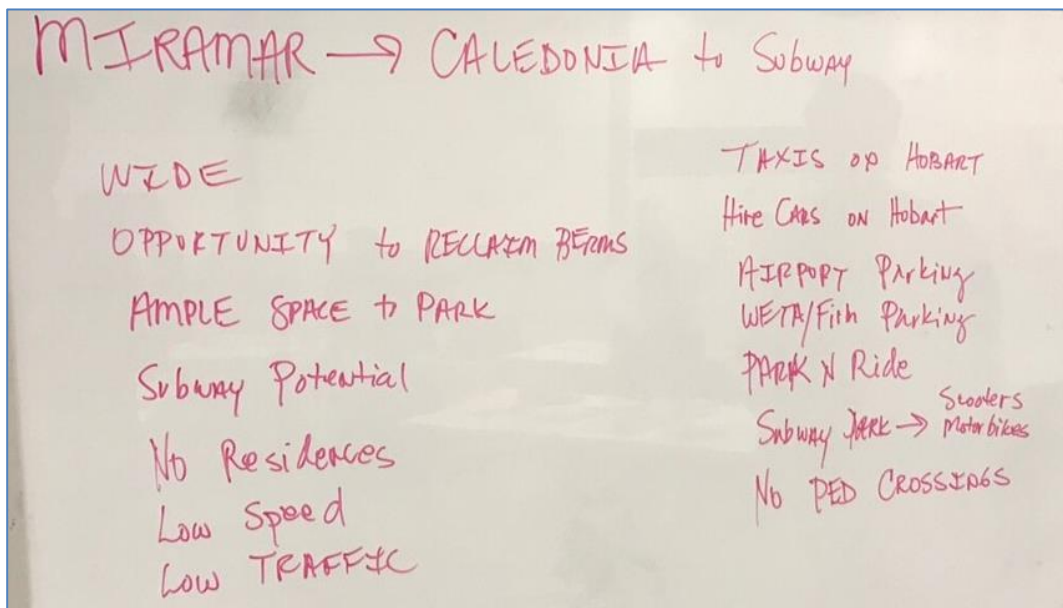 MIRAMAR → CALEDONIA to Subway
WIDE
OPPURTUNITY to RECLAIM BERMS
AMPLE SPACE to PARK
Subway Potential
No Residences
Low Speed
Low TRAFFIC
TAXIS on HOBART
Hire CARS on Hobart
AIRPORT Parking
WETA/Fish Parking
PARK N Ride
Subway PARK → Scooters
Motorbikes
No PED CROSSINGS